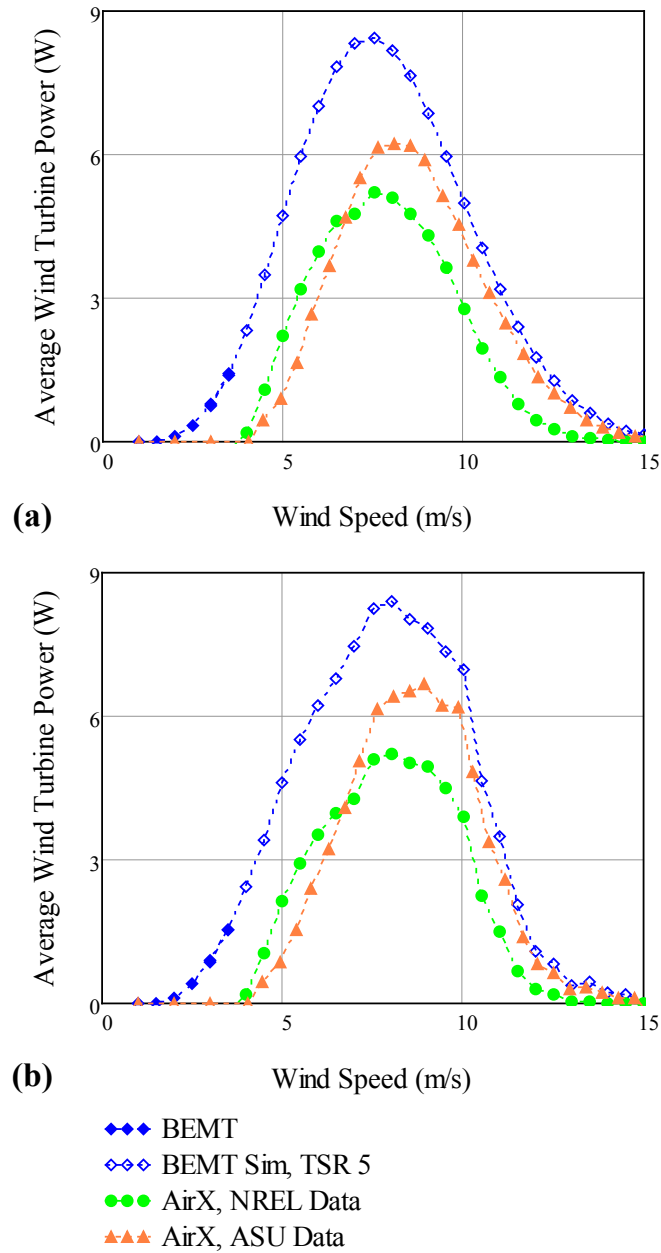 9
6
3
0
0
5
10
15
Average Wind Turbine Power (W)
(a)
Wind Speed (m/s)
9
6
3
0
0
5
10
15
Average Wind Turbine Power (W)
(b)
Wind Speed (m/s)
BEMT
BEMT Sim, TSR 5
AirX, NREL Data
AirX, ASU Data